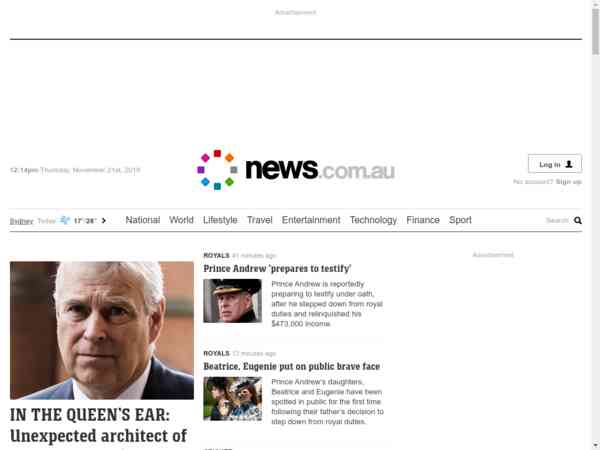 Advertisement
12:14pm Thursday, November 21st, 2019
news.com.au
Log in
No account? Sign up
Sydney Today 17°/26°
National World Lifestyle Travel Entertainment Technology Finance Sport
Search
ROYALS 41 minutes ago
Prince Andrew 'prepares to testify'
Prince Andrew is reportedly
preparing to testify under oath,
after he stepped down from royal
duties and relinquished his
$473,000 income.
Advertisement
ROYALS 12 minutes ago
Beatrice, Eugenie put on public brave face
Prince Andrew's daughters,
Beatrice and Eugenie have been
spotted in public for the first time
following their father's decision to
step down from royal duties.
IN THE QUEEN'S EAR:
Unexpected architect of